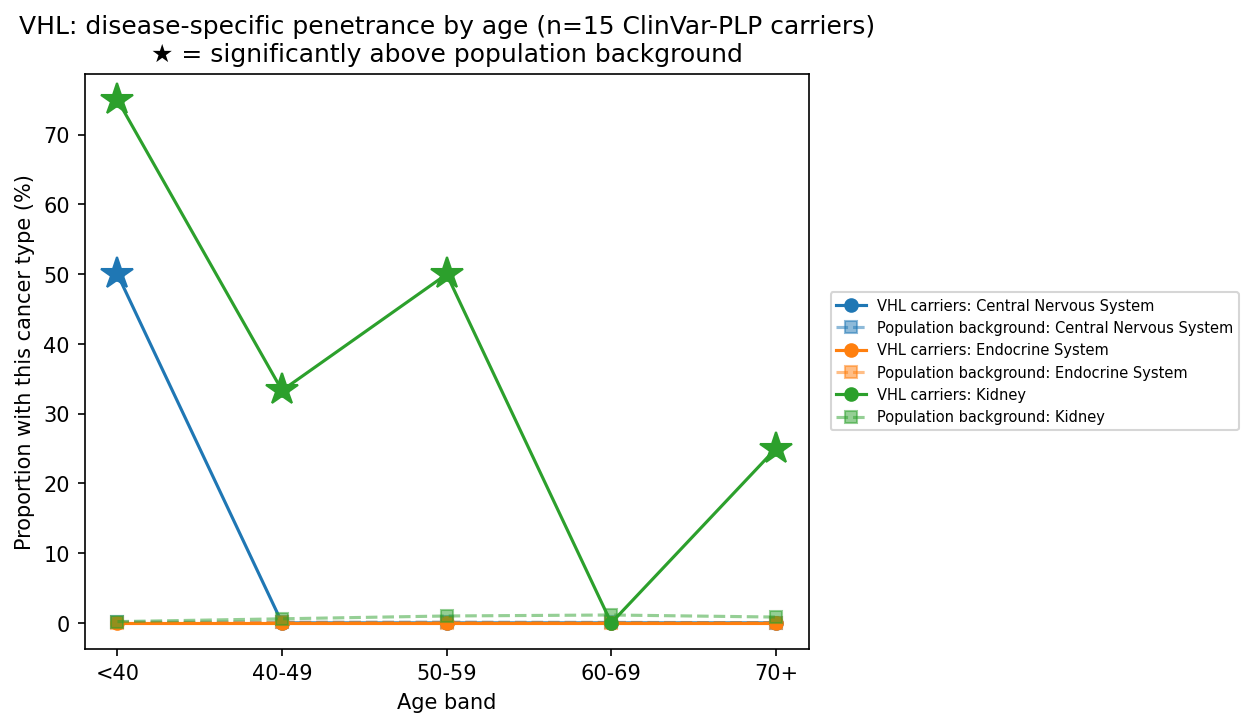 VHL: disease-specific penetrance by age (n=15 ClinVar-PLP carriers)
★ = significantly above population background
Proportion with this cancer type (%)
70
60
50
40
30
20
10
0
<40
40-49
50-59
60-69
70+
Age band
VHL carriers: Central Nervous System
Population background: Central Nervous System
VHL carriers: Endocrine System
Population background: Endocrine System
VHL carriers: Kidney
Population background: Kidney